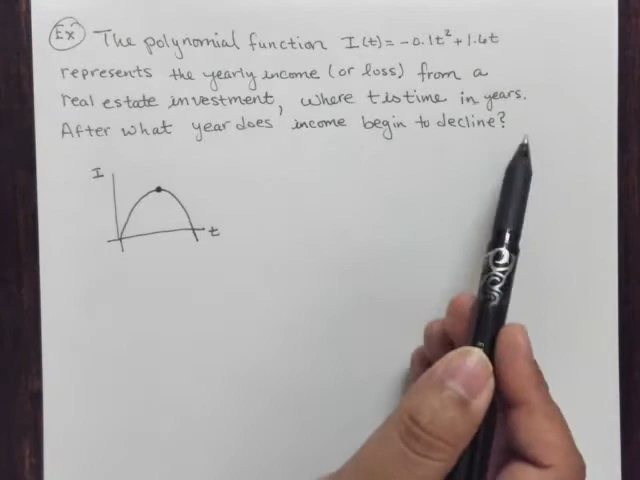 Ex The polynomial function I(t) = -0.1t² + 1.6t
represents the yearly income (or loss) from a
real estate investment, where t is time in years.
After what year does income begin to decline?
I
t